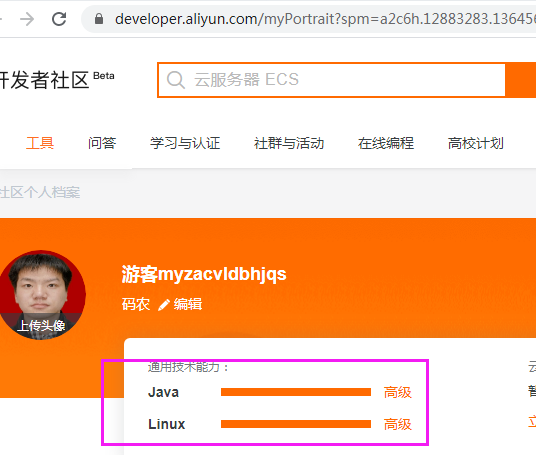 developer.aliyun.com/myPortrait?spm=a2c6h.12883283.136456
开发者社区 Beta
云服务器 ECS
工具 问答 学习与认证 社群与活动 在线编程 高校计划
社区个人档案
游客myzacvldbhjqs
码农 编辑
上传头像
通用技术能力：
Java 高级
Linux 高级